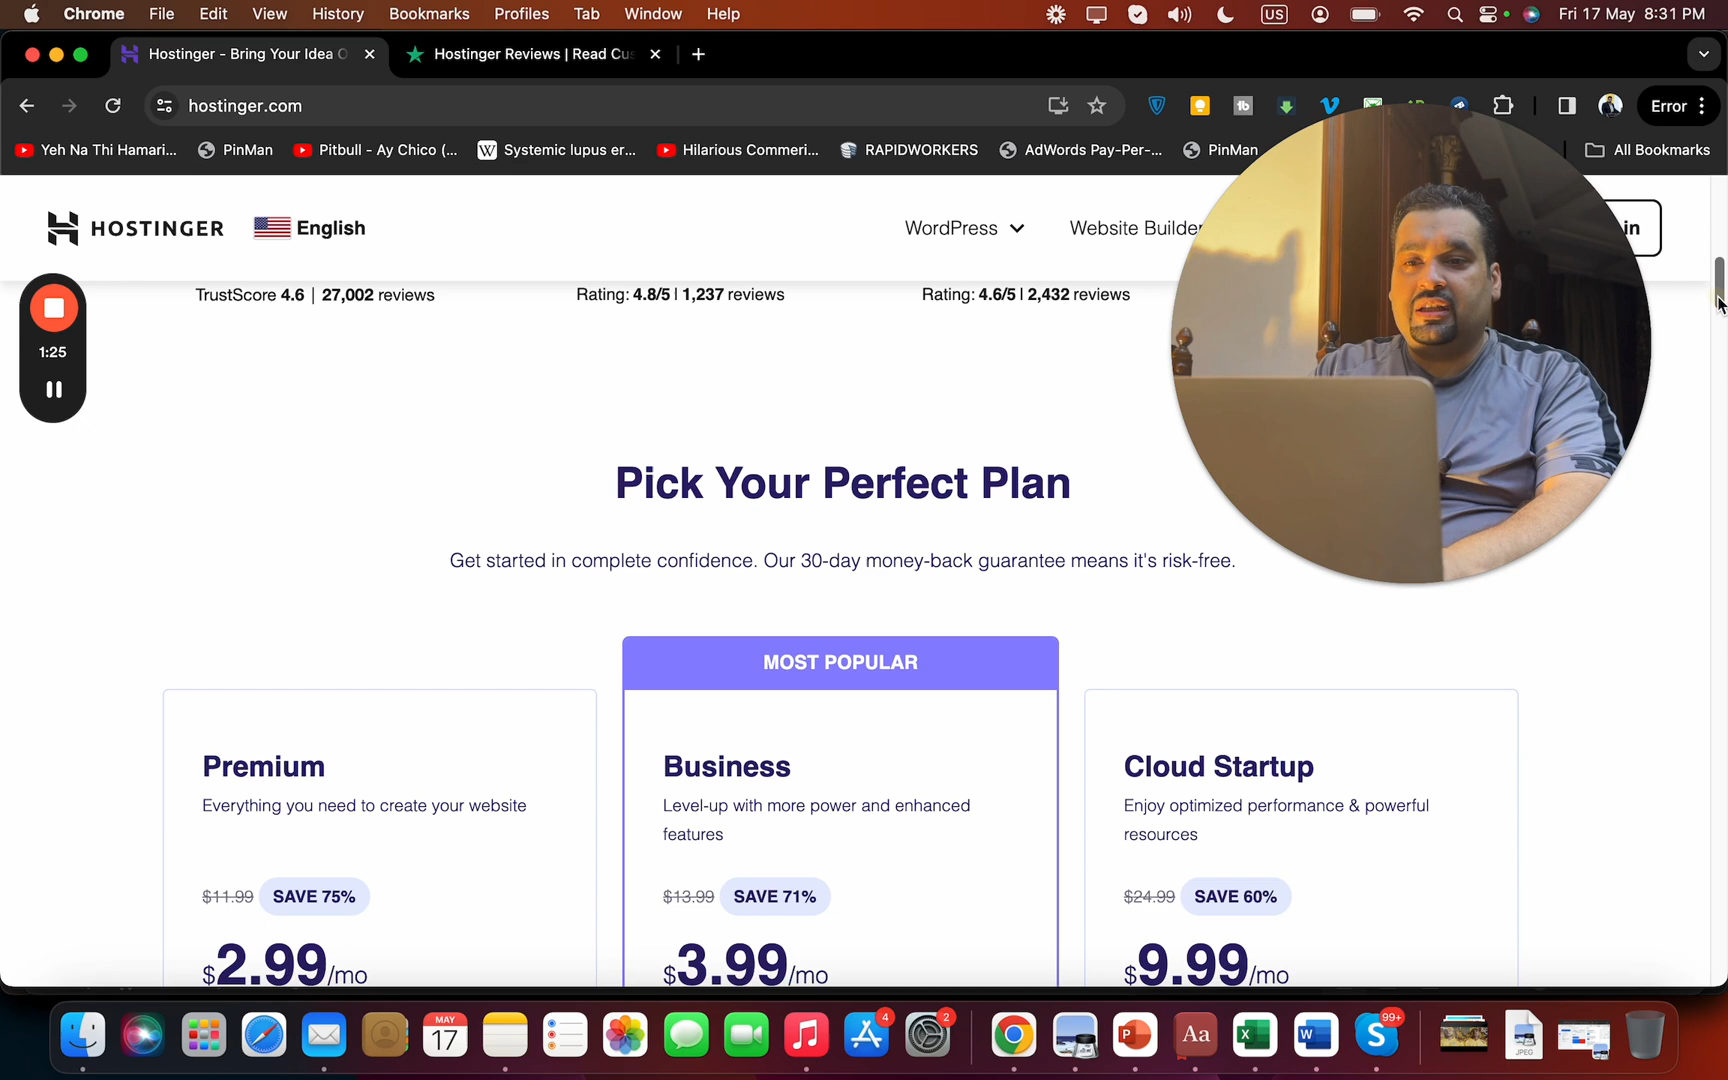 Chrome File Edit View History Bookmarks Profiles Tab Window Help US Fri 17 May 8:31 PM
Hostinger - Bring Your Idea O Hostinger Reviews | Read Cus
hostinger.com Error
Yeh Na Thi Hamari... PinMan Pitbull - Ay Chico (,... Systemic lupus er... Hilarious Commeri... RAPIDWORKERS AdWords Pay-Per-... PinMan All Bookmarks
HOSTINGER English WordPress Website Builder in
TrustScore 4.6 | 27,002 reviews Rating: 4.8/5 | 1,237 reviews Rating: 4.6/5 | 2,432 reviews
1:25
Pick Your Perfect Plan
Get started in complete confidence. Our 30-day money-back guarantee means it's risk-free.
MOST POPULAR
Premium Business Cloud Startup
Everything you need to create your website Level-up with more power and enhanced Enjoy optimized performance & powerful
features resources
$11.99 SAVE 75% $13.99 SAVE 71% $24.99 SAVE 60%
$2.99/mo $3.99/mo $9.99/mo
MAY 4 2 99+
17 Aa
JPEG